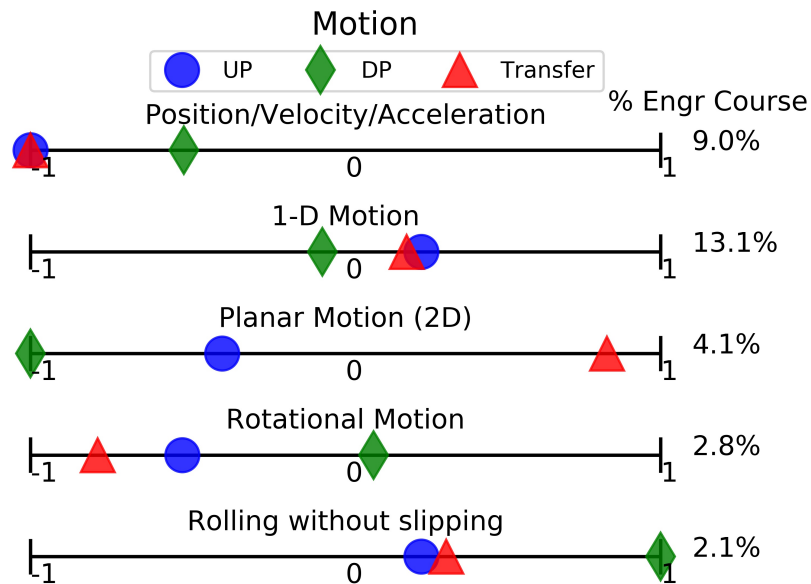 Motion
UP DP Transfer
% Engr Course
Position/Velocity/Acceleration
9.0%
-1 0 1
1-D Motion
13.1%
-1 0 1
Planar Motion (2D)
4.1%
-1 0 1
Rotational Motion
2.8%
-1 0 1
Rolling without slipping
2.1%
-1 0 1